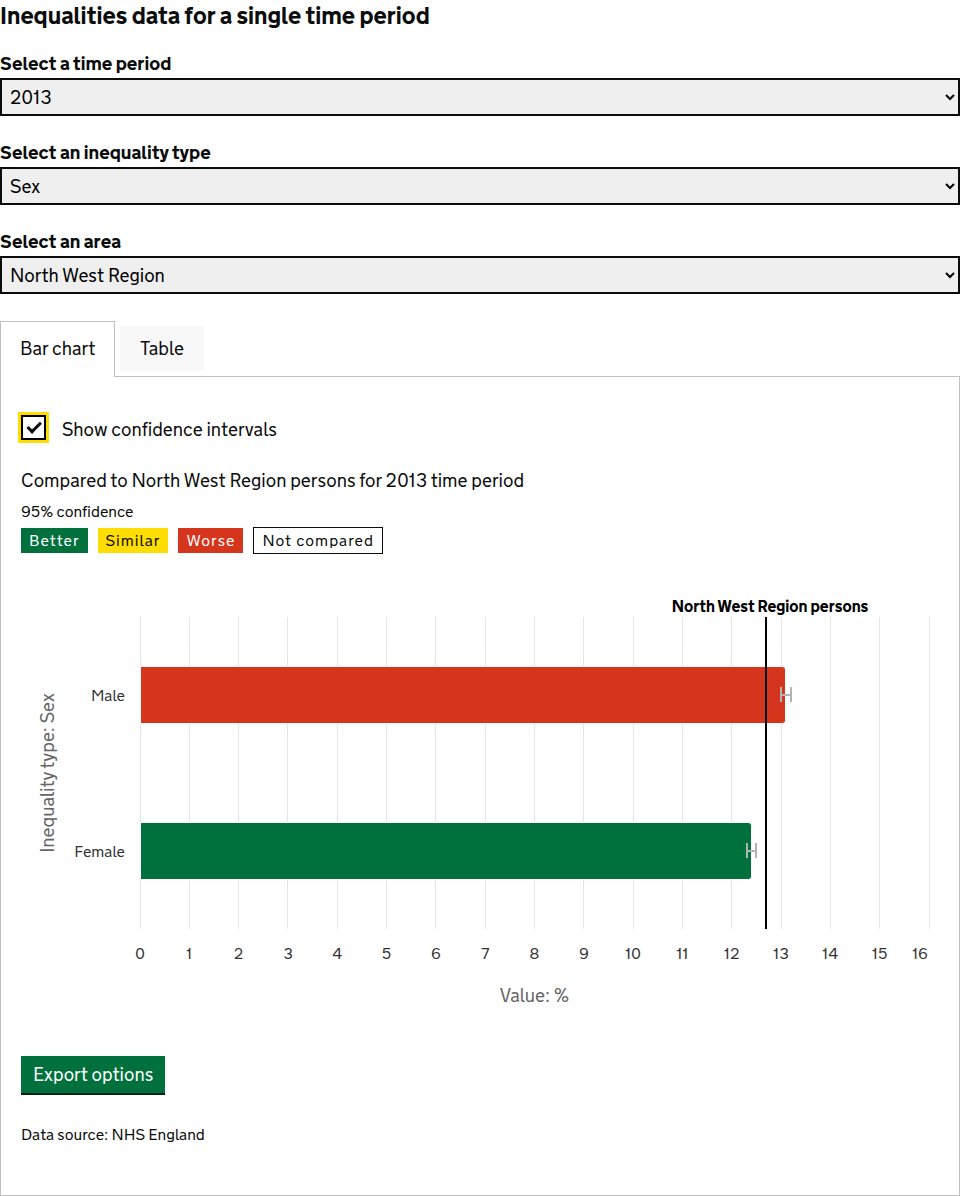 Inequalities data for a single time period
Select a time period
2013
Select an inequality type
Sex
Select an area
North West Region
Bar chart
Table
Show confidence intervals
Compared to North West Region persons for 2013 time period
95% confidence
Better Similar Worse Not compared
North West Region persons
Inequality type: Sex
Male
Female
0 1 2 3 4 5 6 7 8 9 10 11 12 13 14 15 16
Value: %
Export options
Data source: NHS England